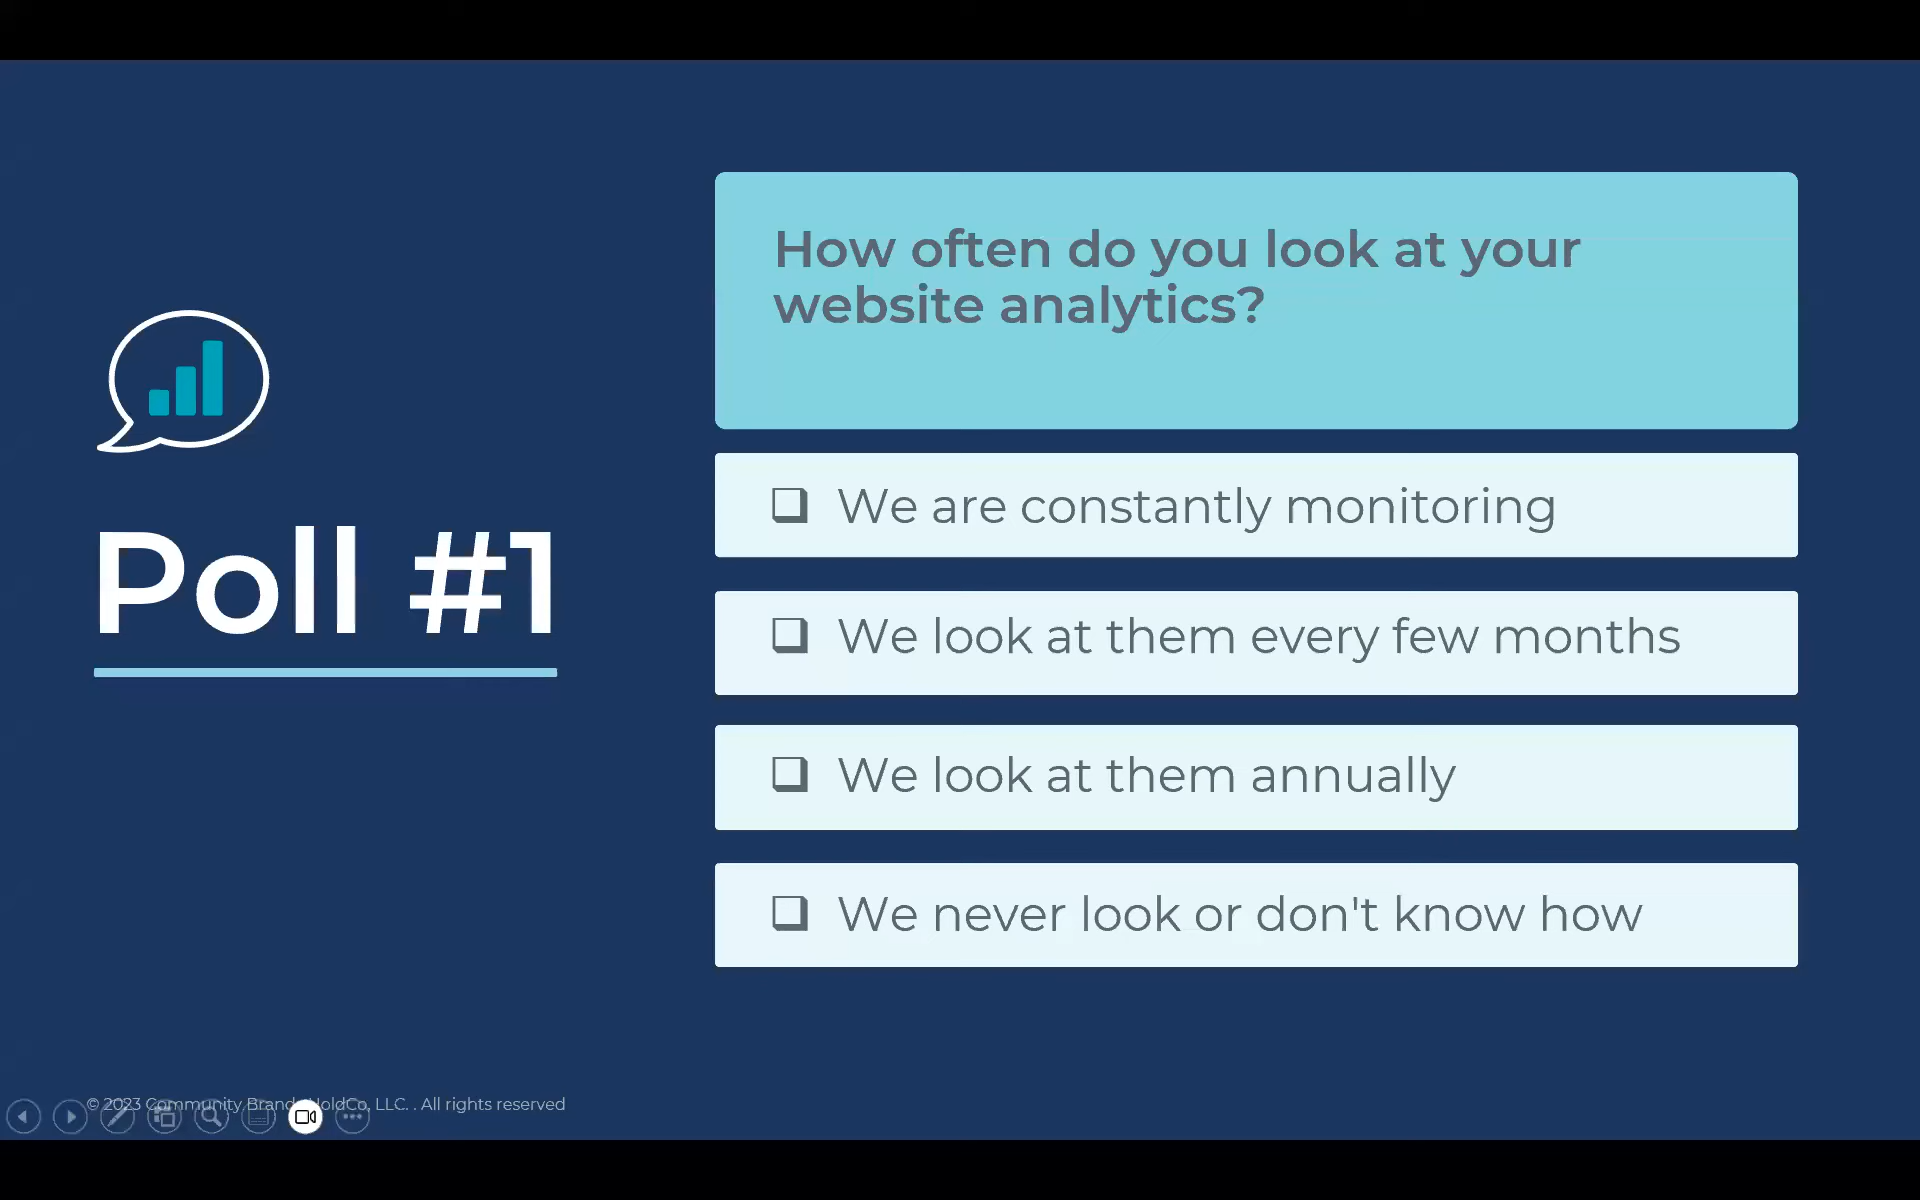 Poll #1
How often do you look at your
website analytics?
We are constantly monitoring
We look at them every few months
We look at them annually
We never look or don't know how
© 2023 Community Brands HoldCo, LLC. . All rights reserved